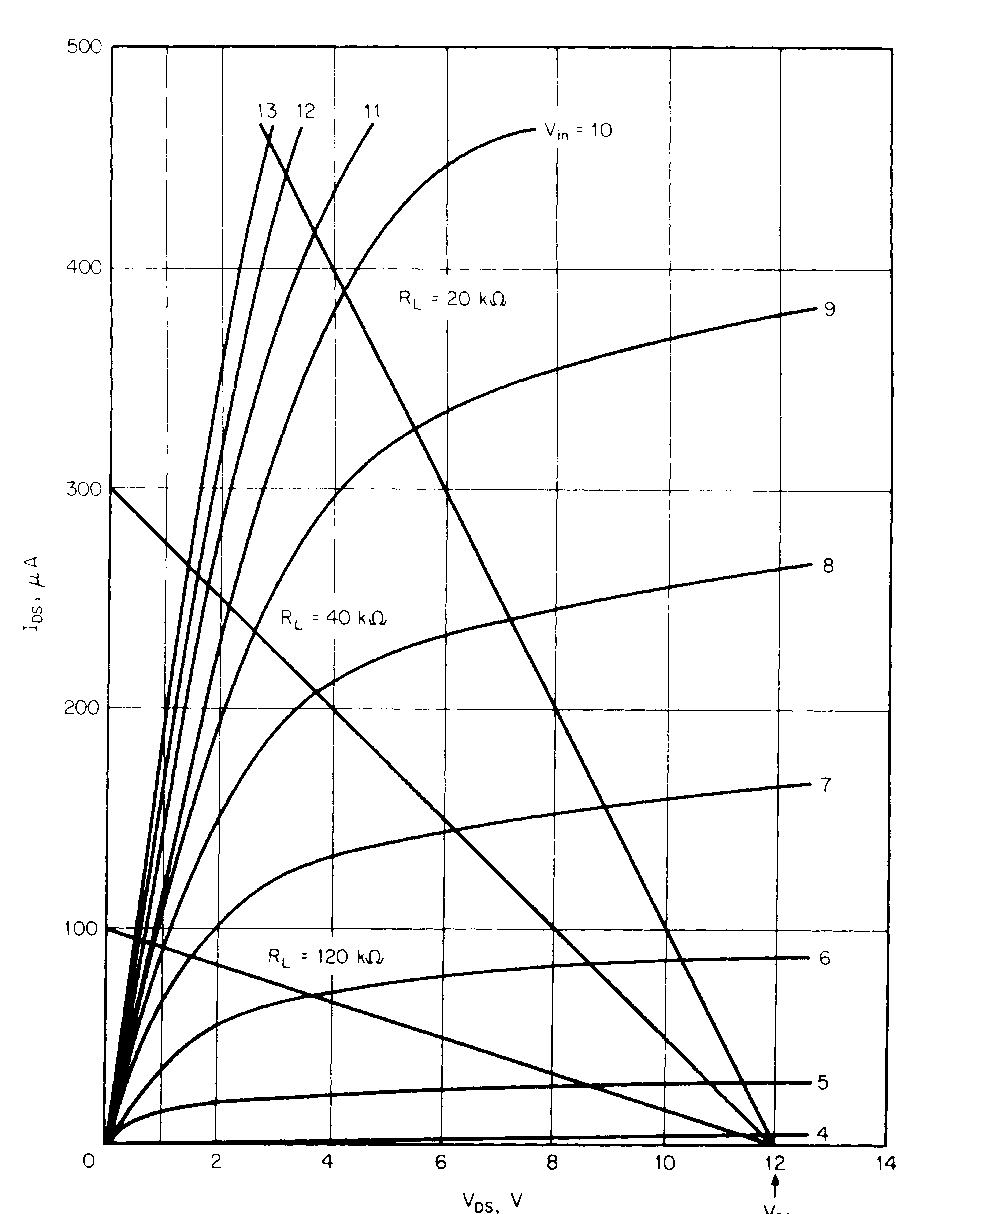 500
13 12 11
V_in = 10
400
R_L = 20 kΩ
9
300
8
I_DS, μA
R_L = 40 kΩ
200
7
100
R_L = 120 kΩ
6
5
4
0 2 4 6 8 10 12 14
V_DS, V